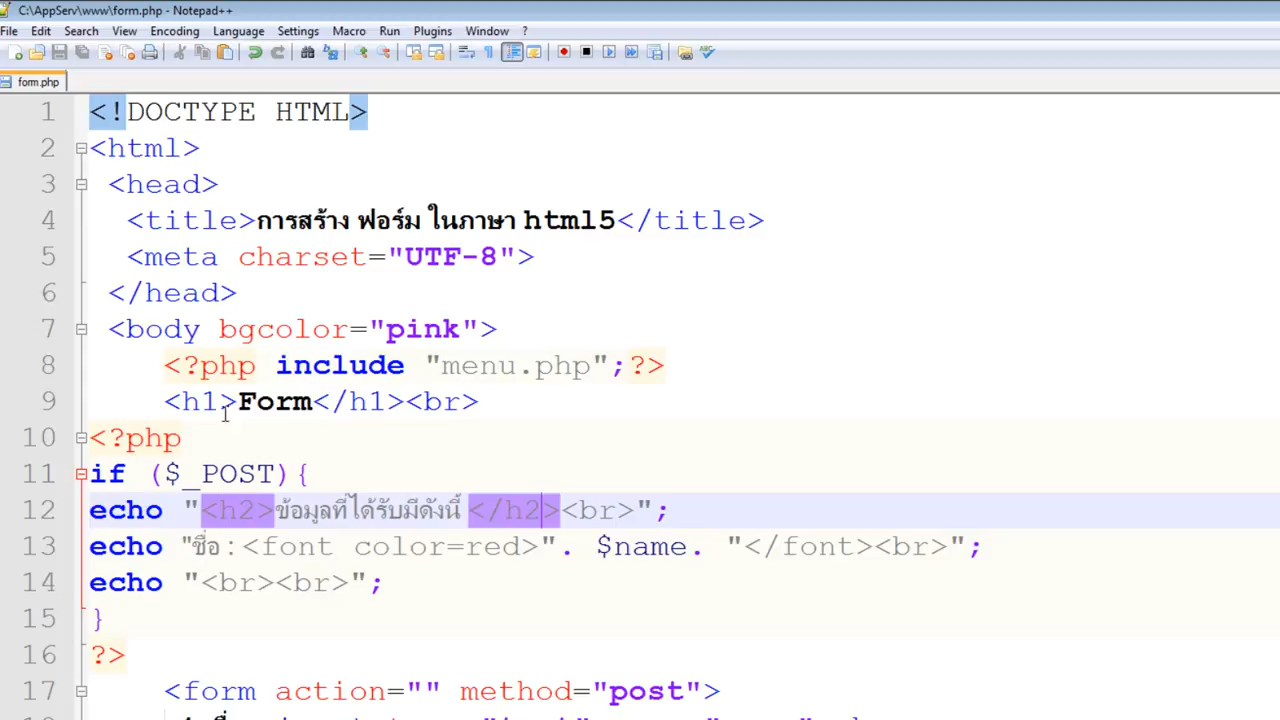 C:\AppServ\www\form.php - Notepad++
File Edit Search View Encoding Language Settings Macro Run Plugins Window ?
form.php
1 <!DOCTYPE HTML>
2 <html>
3 <head>
4 <title>การสร้าง ฟอร์ม ในภาษา html5</title>
5 <meta charset="UTF-8">
6 </head>
7 <body bgcolor="pink">
8 <?php include "menu.php";?>
9 <h1>Form</h1><br>
10 <?php
11 if ($_POST){
12 echo "<h2>ข้อมูลที่ได้รับมีดังนี้ </h2><br>";
13 echo "ชื่อ : <font color=red>". $name. "</font><br>";
14 echo "<br><br>";
15 }
16 ?>
17 <form action="" method="post">